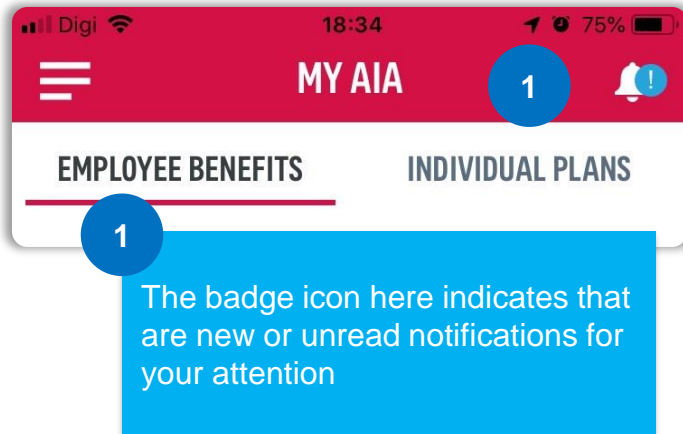 Digi 18:34 75%
MY AIA 1 !
EMPLOYEE BENEFITS INDIVIDUAL PLANS
1
The badge icon here indicates that
are new or unread notifications for
your attention